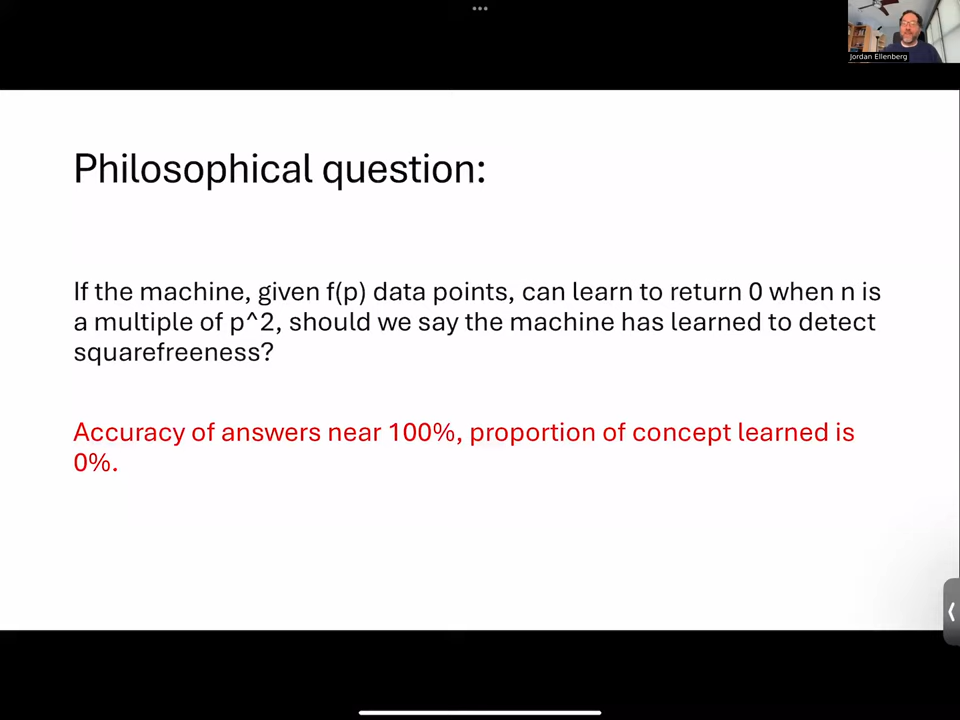 Jordan Ellenberg
Philosophical question:
If the machine, given f(p) data points, can learn to return 0 when n is
a multiple of p^2, should we say the machine has learned to detect
squarefreeness?
Accuracy of answers near 100%, proportion of concept learned is
0%.